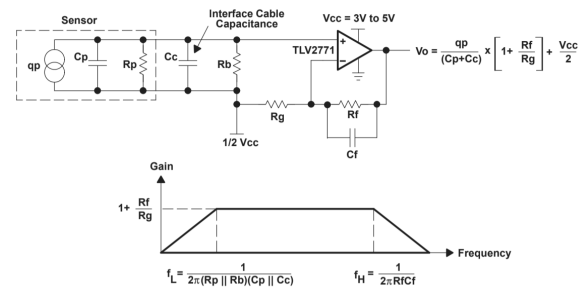 Sensor
Interface Cable
Capacitance
Vcc = 3V to 5V
qp
Cp
Rp
Cc
Rb
+
TLV2771
−
Vo = qp / (Cp+Cc) x [ 1+ Rf / Rg ] + Vcc / 2
Rg
Rf
Cf
1/2 Vcc
Gain
1+ Rf / Rg
Frequency
f_L = 1 / 2π(Rp || Rb)(Cp || Cc)
f_H = 1 / 2πRfCf